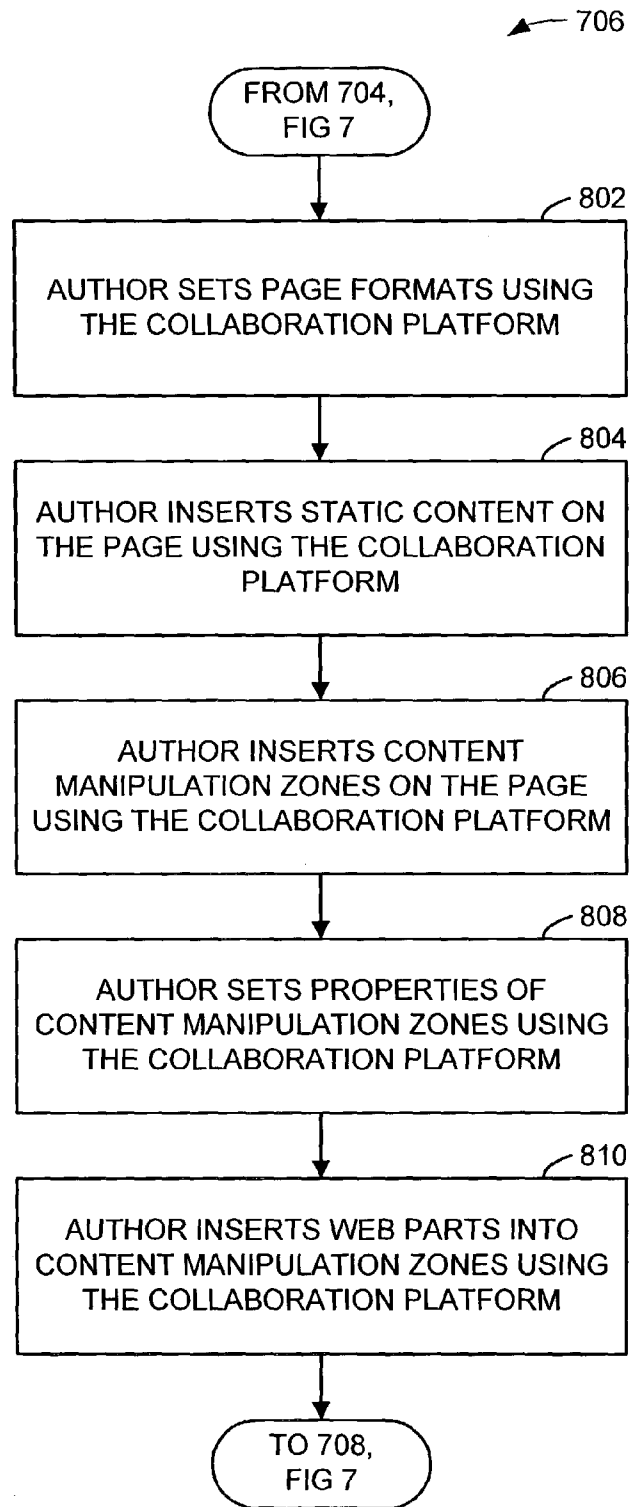 706
FROM 704,
FIG 7
802
AUTHOR SETS PAGE FORMATS USING
THE COLLABORATION PLATFORM
804
AUTHOR INSERTS STATIC CONTENT ON
THE PAGE USING THE COLLABORATION
PLATFORM
806
AUTHOR INSERTS CONTENT
MANIPULATION ZONES ON THE PAGE
USING THE COLLABORATION PLATFORM
808
AUTHOR SETS PROPERTIES OF
CONTENT MANIPULATION ZONES USING
THE COLLABORATION PLATFORM
810
AUTHOR INSERTS WEB PARTS INTO
CONTENT MANIPULATION ZONES USING
THE COLLABORATION PLATFORM
TO 708,
FIG 7